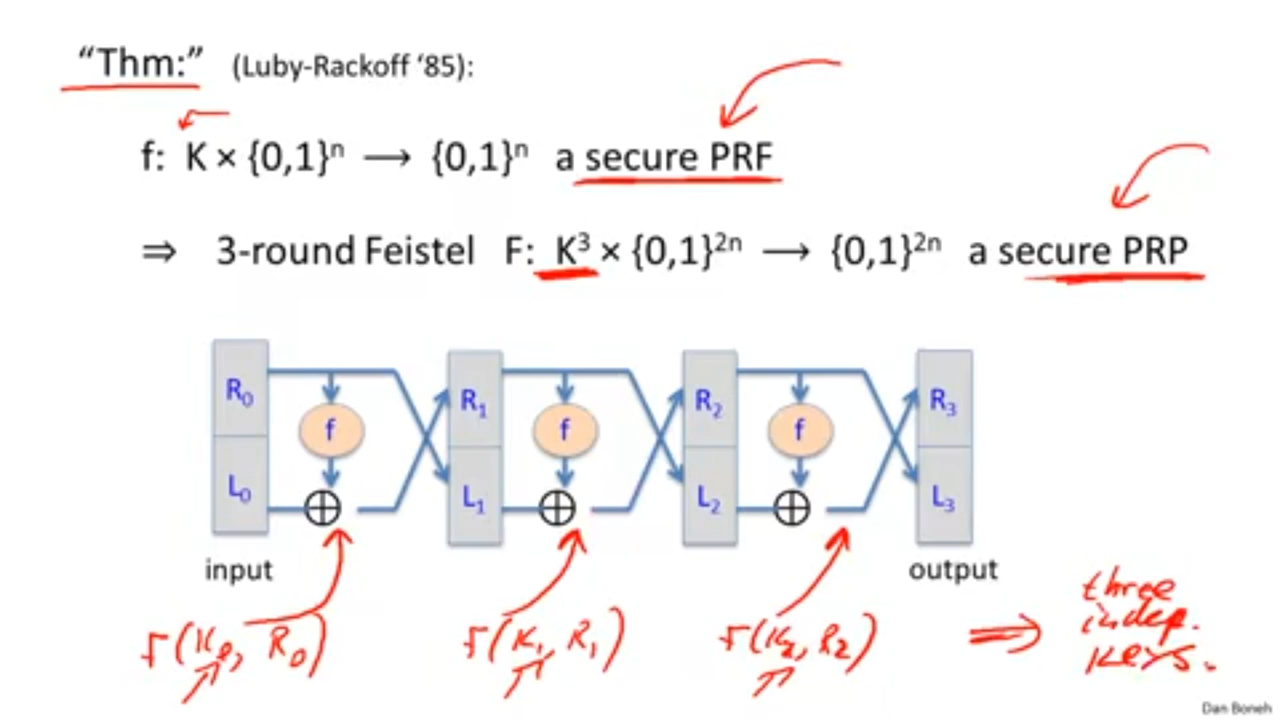 “Thm:” (Luby-Rackoff ‘85):
f: K × {0,1}ⁿ ⟶ {0,1}ⁿ a secure PRF
⇒ 3-round Feistel F: K³ × {0,1}²ⁿ ⟶ {0,1}²ⁿ a secure PRP
R₀ R₁ R₂ R₃
f f f
L₀ L₁ L₂ L₃
⊕ ⊕ ⊕
input output
f(K₀, R₀) f(K₁, R₁) f(K₂, R₂) ⇒ three
indep.
keys.
Dan Boneh